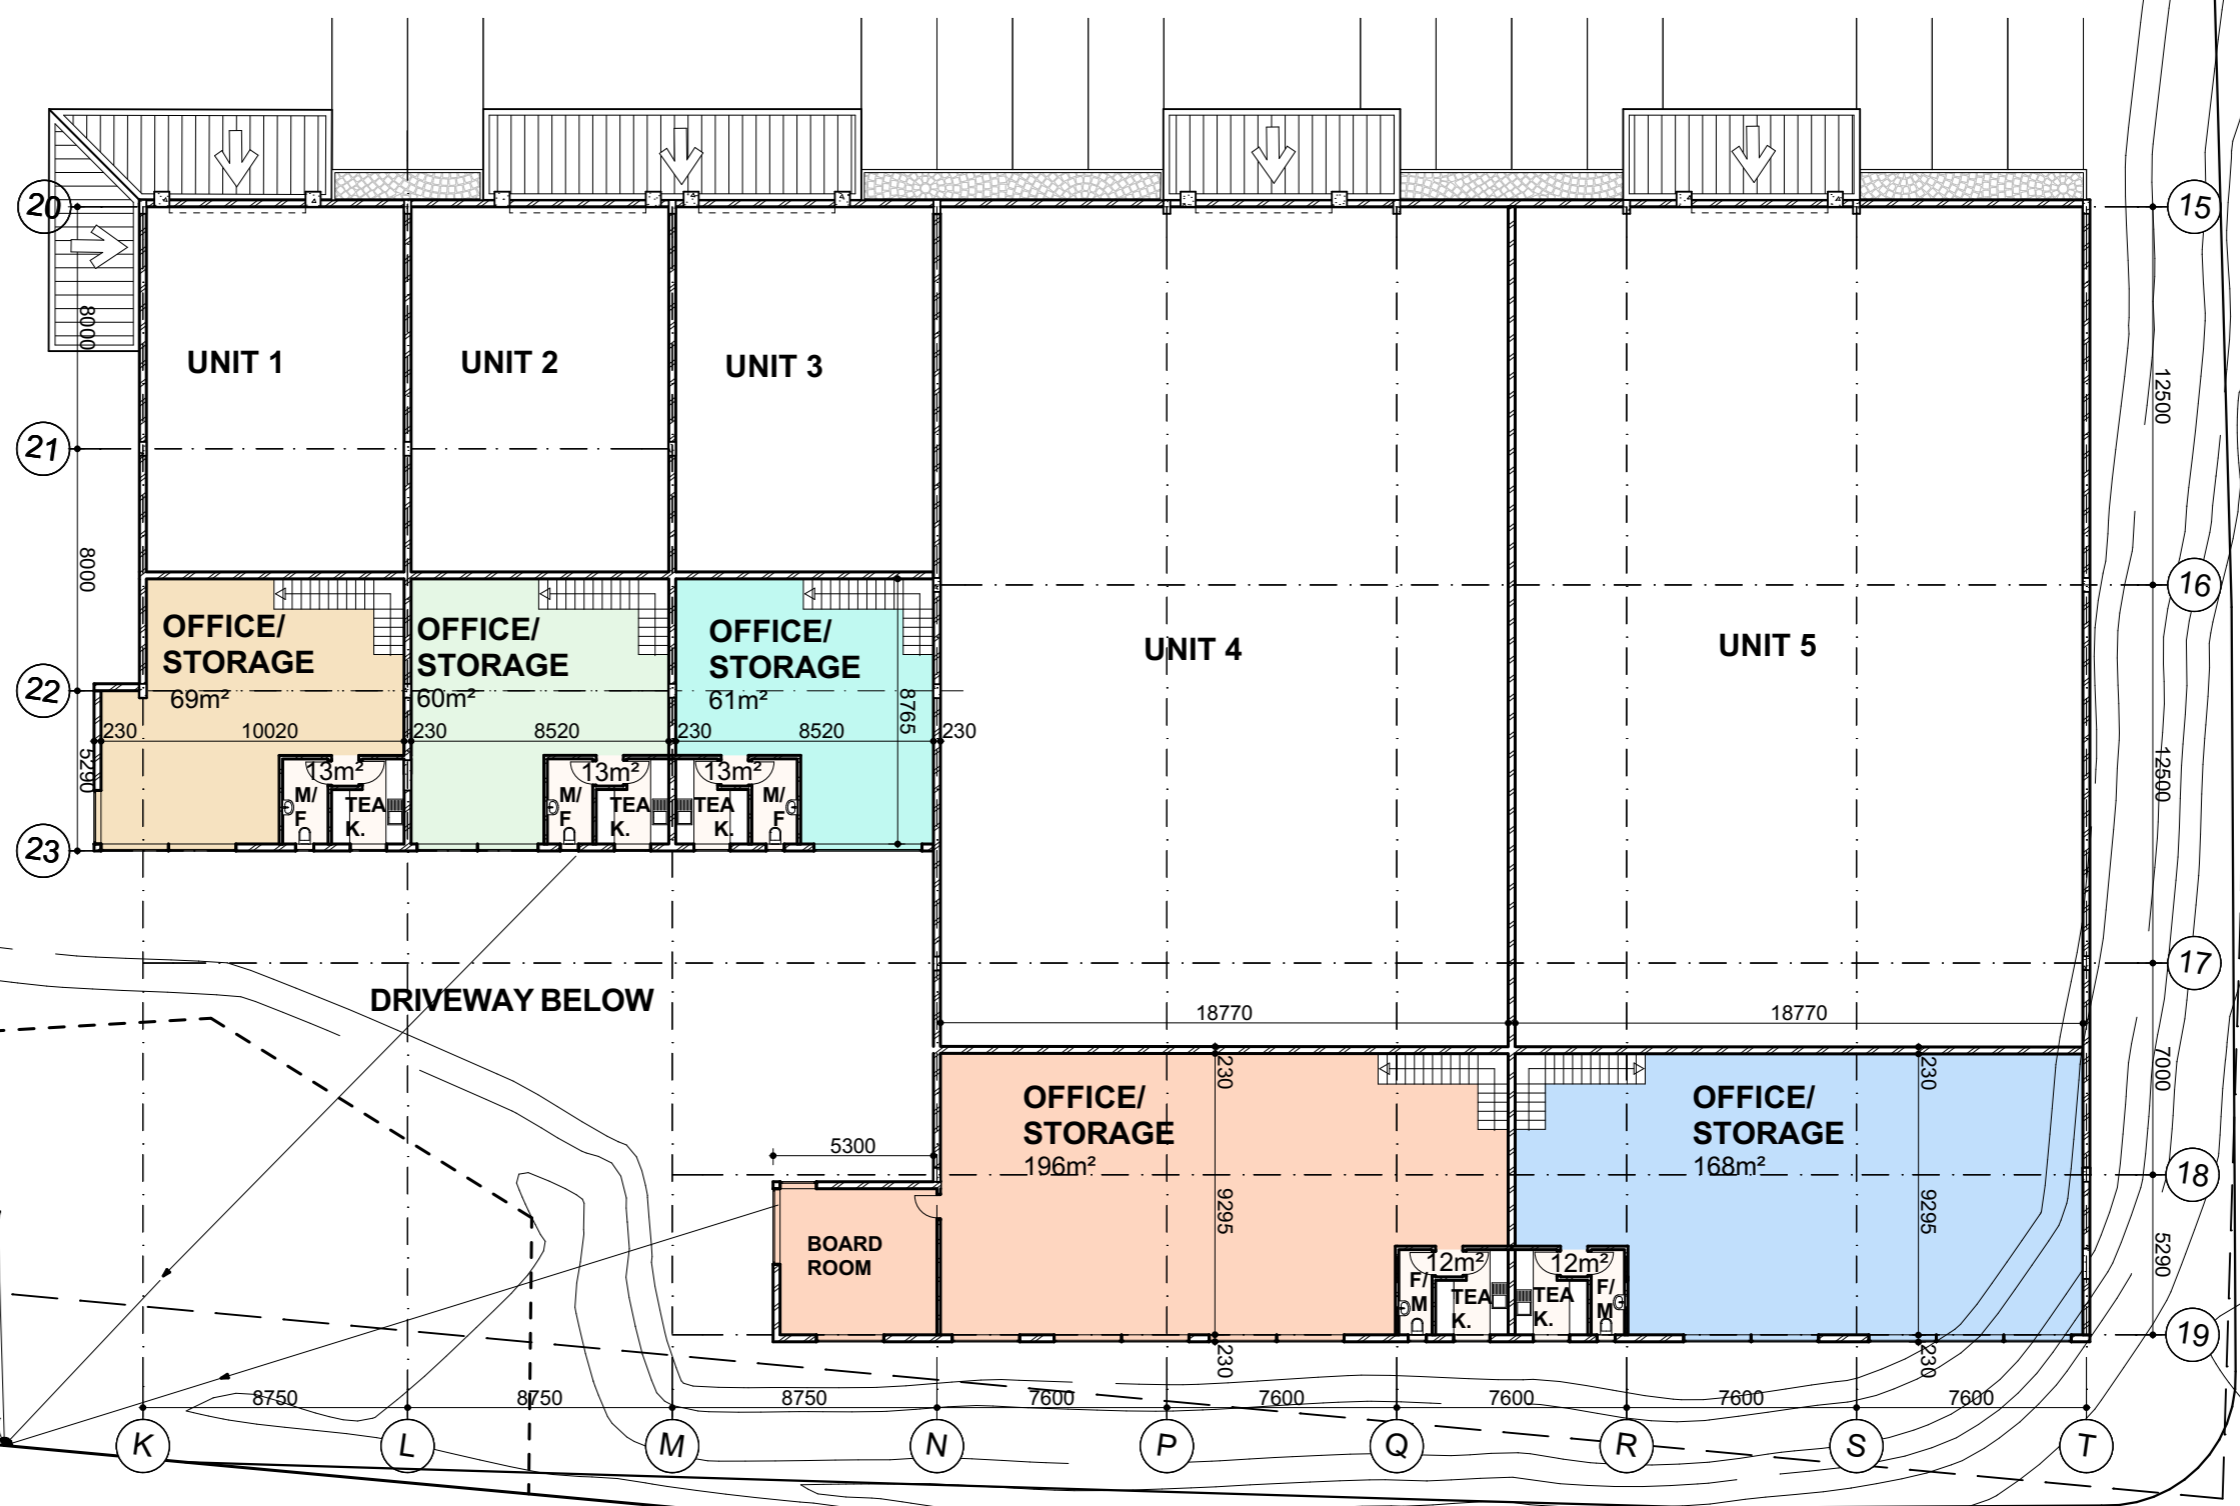 20
15
8000
UNIT 1
UNIT 2
UNIT 3
12500
21
8000
16
OFFICE/
STORAGE
69m²
OFFICE/
STORAGE
60m²
OFFICE/
STORAGE
61m²
UNIT 4
UNIT 5
22
8765
230
10020
230
8520
230
8520
230
5290
12500
13m²
M/
F
TEA
K.
13m²
M/
F
TEA
K.
13m²
TEA
K.
M/
F
23
17
DRIVEWAY BELOW
18770
18770
230
230
7000
OFFICE/
STORAGE
196m²
OFFICE/
STORAGE
168m²
5300
18
9295
9295
BOARD
ROOM
5290
12m²
F/
M
TEA
K.
12m²
TEA
K.
F/
M
19
230
230
8750
8750
8750
7600
7600
7600
7600
7600
K
L
M
N
P
Q
R
S
T